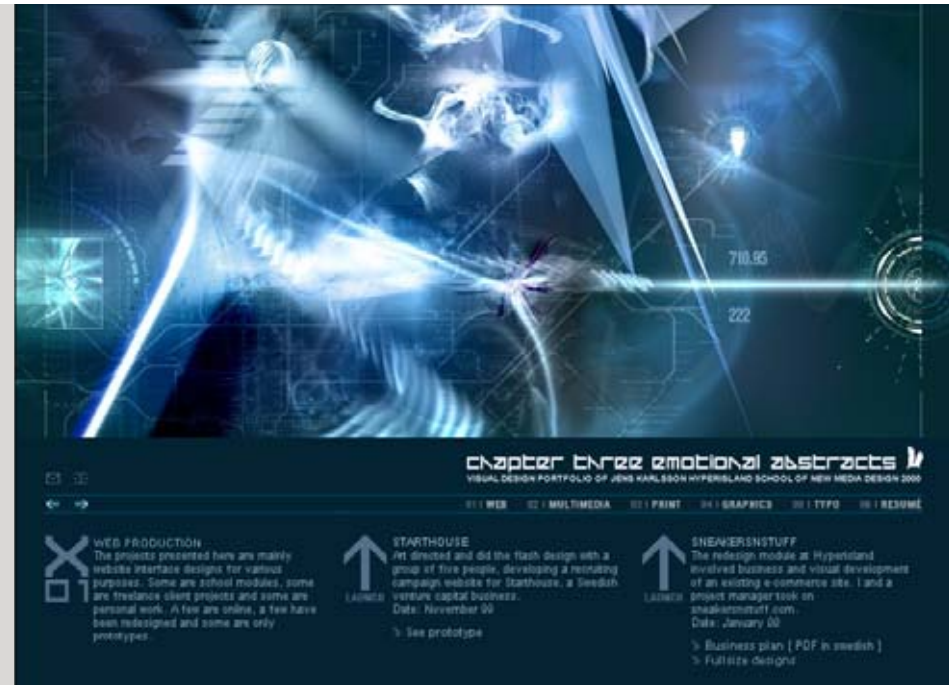 710.95
222
chapter three emotional abstracts
VISUAL DESIGN PORTFOLIO OF JENS KARLSSON HYPERISLAND SCHOOL OF NEW MEDIA DESIGN 2000
01 | WEB 02 | MULTIMEDIA 03 | PRINT 04 | GRAPHICS 05 | TYPO 06 | RESUMÉ
X
01
WEB PRODUCTION
The projects presented here are mainly
website interface designs for various
purposes. Some are school modules, some
are freelance client projects and some are
personal work. A few are online, a few have
been redesigned and some are only
prototypes.
LAUNCH
STARTHOUSE
Art directed and did the flash design with a
group of five people, developing a recruiting
campaign website for Starthouse, a Swedish
venture capital business.
Date: November 99
> See prototype
LAUNCH
SNEAKERSNSTUFF
The redesign module at Hyperisland
involved business and visual development
of an existing e-commerce site. I and a
project manager took on
sneakersnstuff.com.
Date: January 00
> Business plan [ PDF in swedish ]
> Fullsize designs